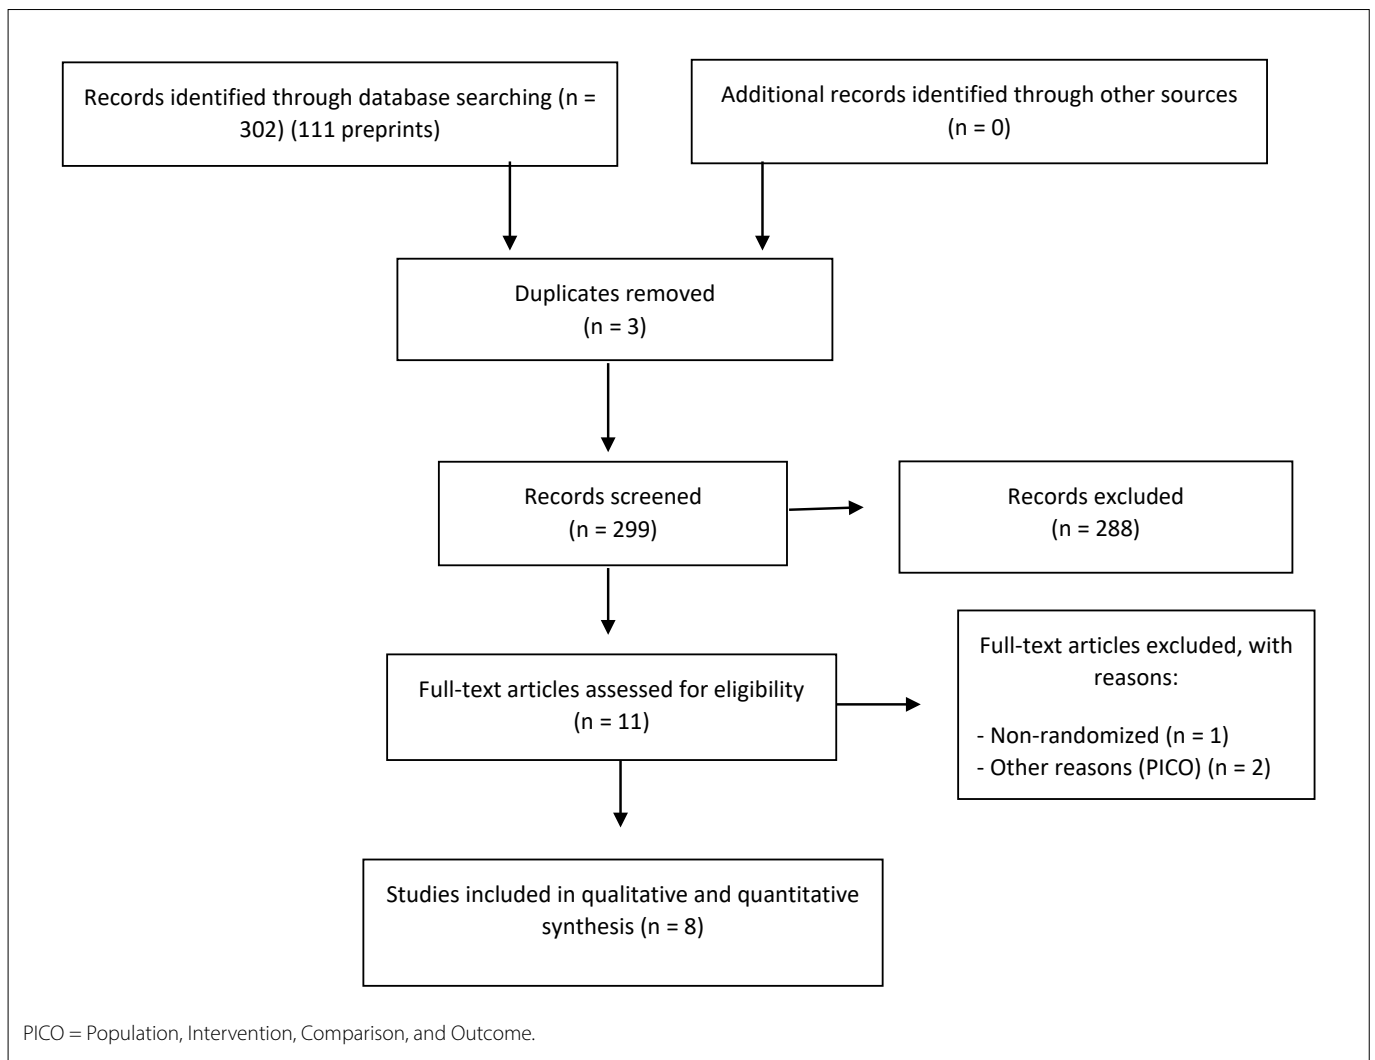 Records identified through database searching (n =
302) (111 preprints)
Additional records identified through other sources
(n = 0)
Duplicates removed
(n = 3)
Records screened
(n = 299)
Records excluded
(n = 288)
Full-text articles assessed for eligibility
(n = 11)
Full-text articles excluded, with
reasons:
- Non-randomized (n = 1)
- Other reasons (PICO) (n = 2)
Studies included in qualitative and quantitative
synthesis (n = 8)
PICO = Population, Intervention, Comparison, and Outcome.